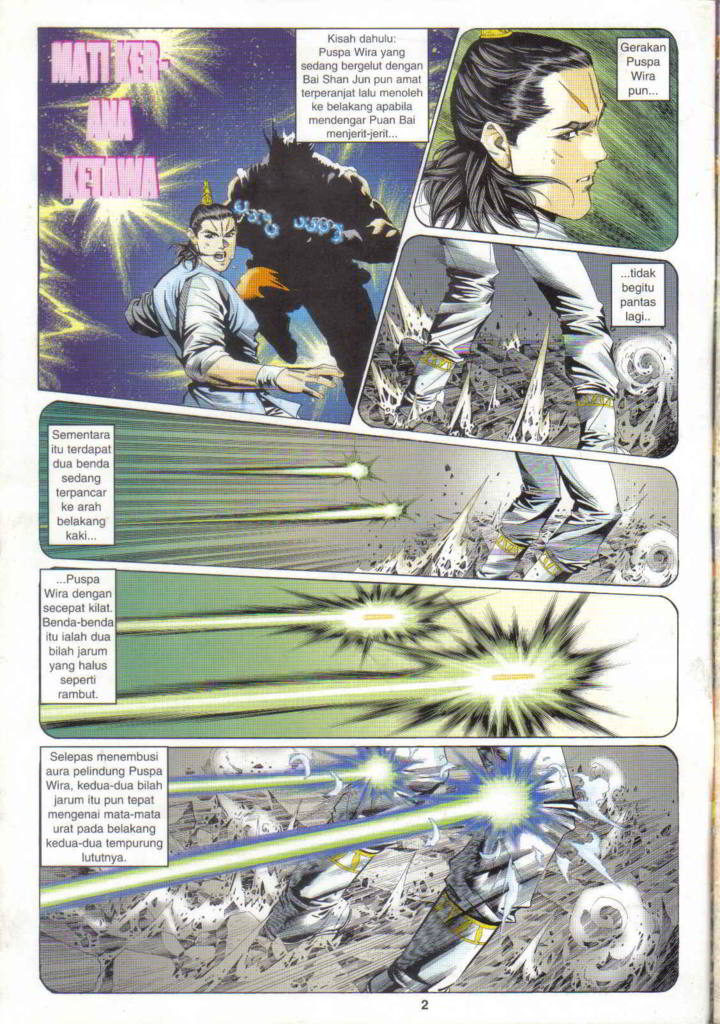 MATI KER-
ANA
KETAWA
Kisah dahulu:
Puspa Wira yang
sedang bergelut dengan
Bai Shan Jun pun amat
terperanjat lalu menoleh
ke belakang apabila
mendengar Puan Bai
menjerit-jerit...
Gerakan
Puspa
Wira
pun...
...tidak
begitu
pantas
lagi..
Sementara
itu terdapat
dua benda
sedang
terpancar
ke arah
belakang
kaki...
...Puspa
Wira dengan
secepat kilat.
Benda-benda
itu ialah dua
bilah jarum
yang halus
seperti
rambut.
Selepas menembusi
aura pelindung Puspa
Wira, kedua-dua bilah
jarum itu pun tepat
mengenai mata-mata
urat pada belakang
kedua-dua tempurung
lututnya.
2